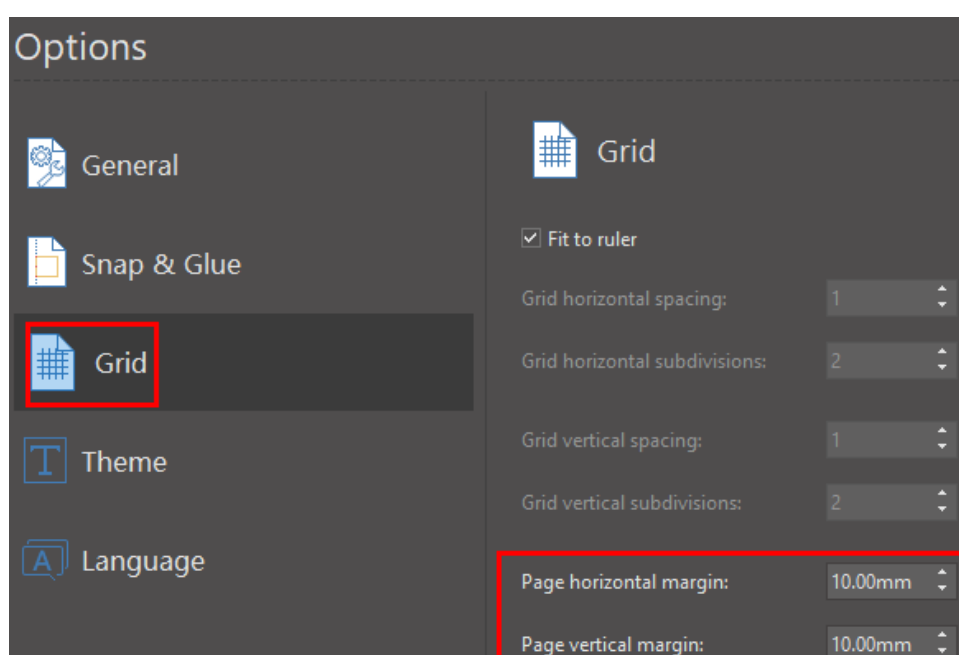 Options
General
Snap & Glue
Grid
Theme
Language
Grid
Fit to ruler
Grid horizontal spacing: 1
Grid horizontal subdivisions: 2
Grid vertical spacing: 1
Grid vertical subdivisions: 2
Page horizontal margin: 10.00mm
Page vertical margin: 10.00mm